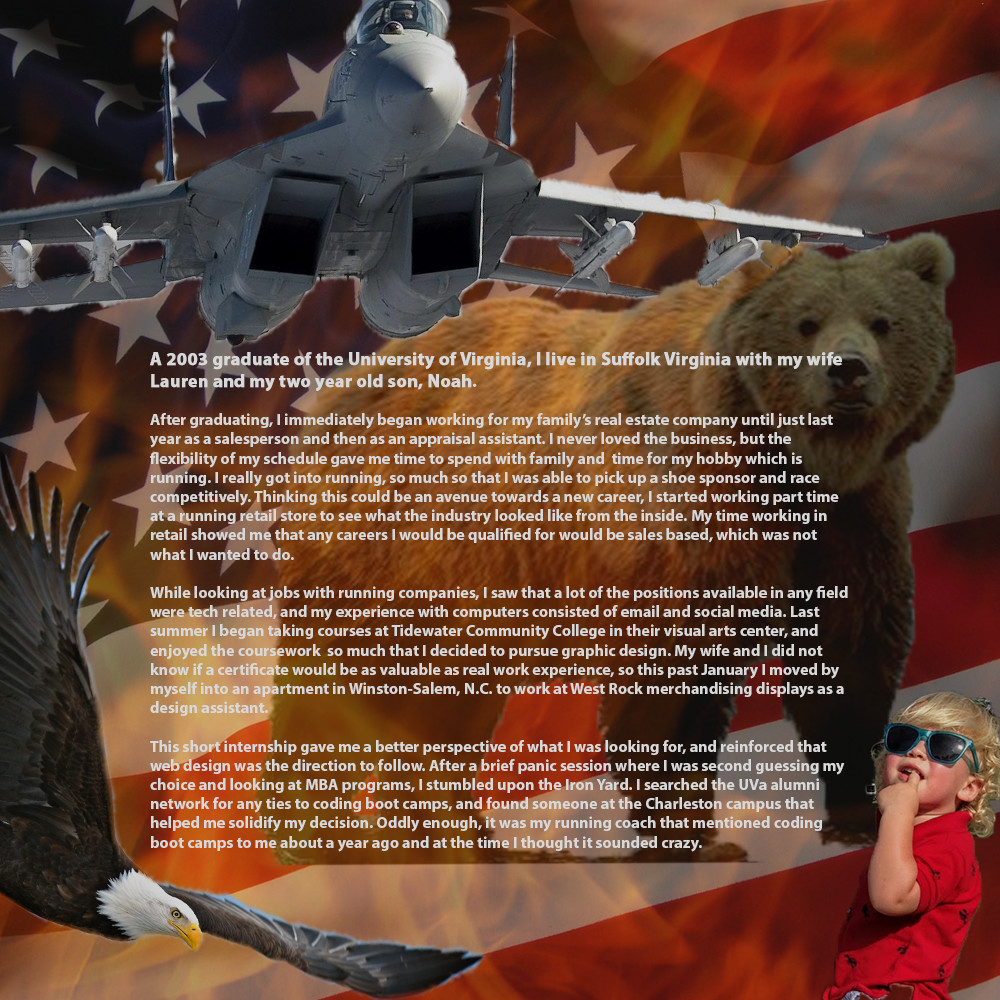 A 2003 graduate of the University of Virginia, I live in Suffolk Virginia with my wife
Lauren and my two year old son, Noah.
After graduating, I immediately began working for my family’s real estate company until just last
year as a salesperson and then as an appraisal assistant. I never loved the business, but the
flexibility of my schedule gave me time to spend with family and  time for my hobby which is
running. I really got into running, so much so that I was able to pick up a shoe sponsor and race
competitively. Thinking this could be an avenue towards a new career, I started working part time
at a running retail store to see what the industry looked like from the inside. My time working in
retail showed me that any careers I would be qualified for would be sales based, which was not
what I wanted to do.
While looking at jobs with running companies, I saw that a lot of the positions available in any field
were tech related, and my experience with computers consisted of email and social media. Last
summer I began taking courses at Tidewater Community College in their visual arts center, and
enjoyed the coursework  so much that I decided to pursue graphic design. My wife and I did not
know if a certificate would be as valuable as real work experience, so this past January I moved by
myself into an apartment in Winston-Salem, N.C. to work at West Rock merchandising displays as a
design assistant.
This short internship gave me a better perspective of what I was looking for, and reinforced that
web design was the direction to follow. After a brief panic session where I was second guessing my
choice and looking at MBA programs, I stumbled upon the Iron Yard. I searched the UVa alumni
network for any ties to coding boot camps, and found someone at the Charleston campus that
helped me solidify my decision. Oddly enough, it was my running coach that mentioned coding
boot camps to me about a year ago and at the time I thought it sounded crazy.